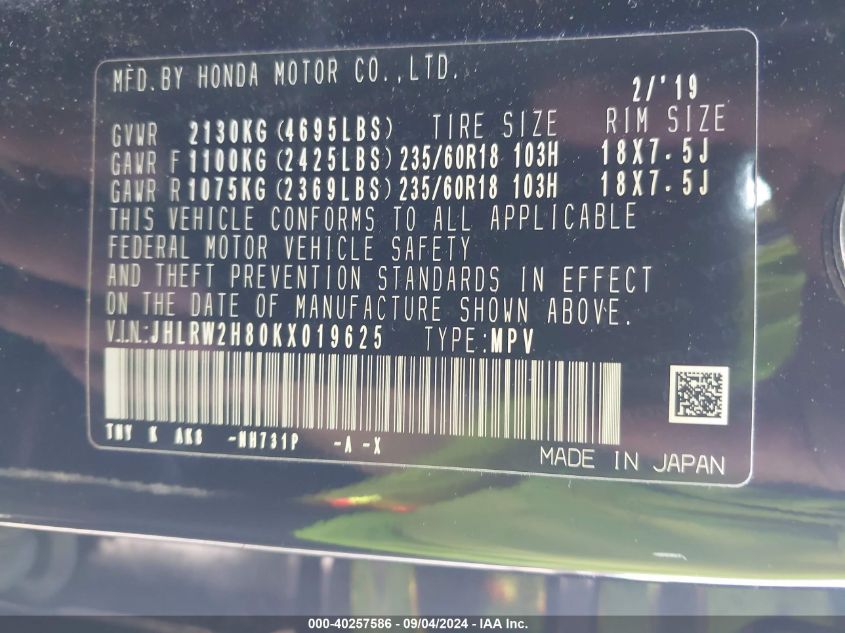 MFD. BY HONDA MOTOR CO., LTD.
2/'19
GVWR 2130KG (4695LBS) TIRE SIZE RIM SIZE
GAWR F 1100KG (2425LBS) 235/60R18 103H 18X7.5J
GAWR R 1075KG (2369LBS) 235/60R18 103H 18X7.5J
THIS VEHICLE CONFORMS TO ALL APPLICABLE
FEDERAL MOTOR VEHICLE SAFETY
AND THEFT PREVENTION STANDARDS IN EFFECT
ON THE DATE OF MANUFACTURE SHOWN ABOVE.
V.I.N:JHLRW2H80KX019625 TYPE:MPV
TNY K AK8 -NH731P -A -X
MADE IN JAPAN
000-40257586 - 09/04/2024 - © IAA Inc.